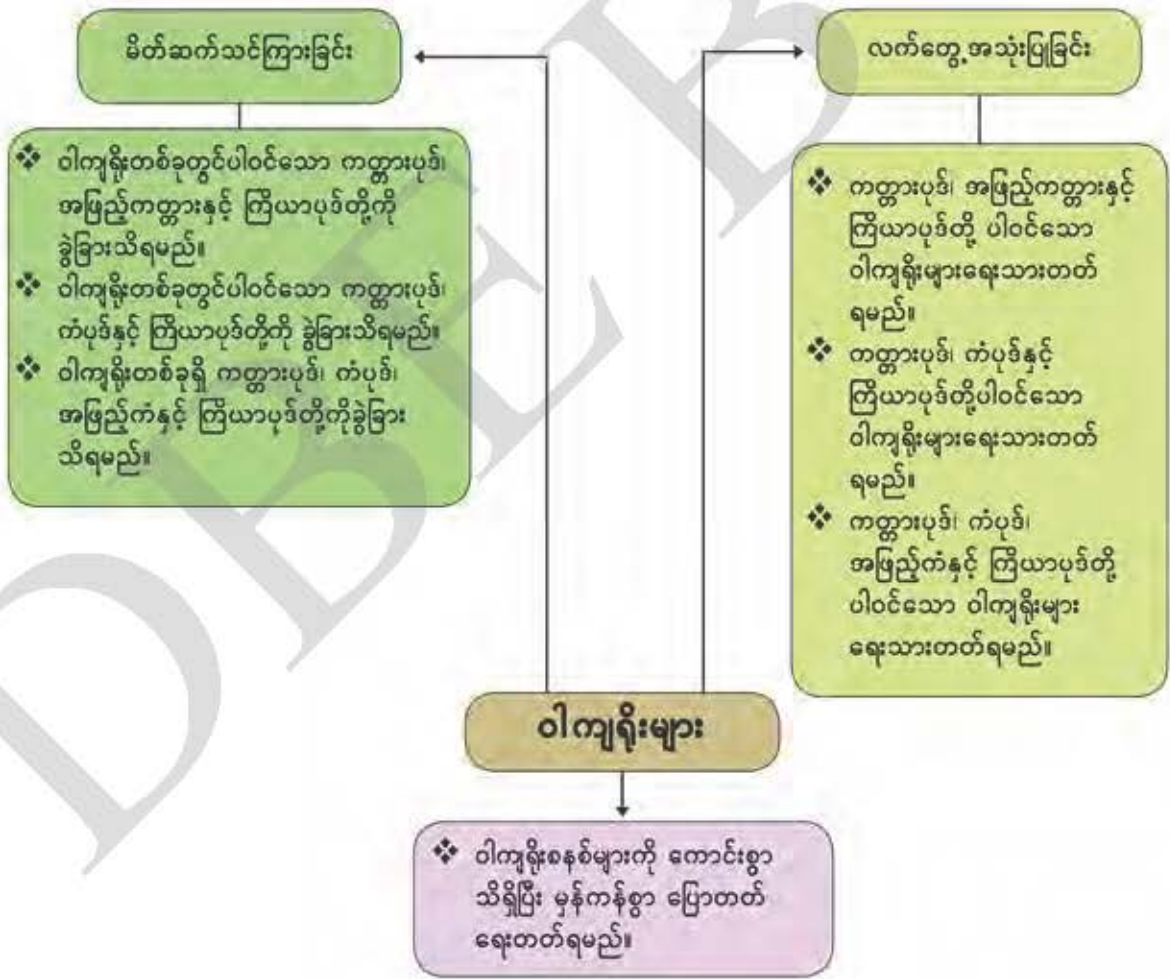 မိတ်ဆက်သင်ကြားခြင်း
❖ ဝါကျရိုးတစ်ခုတွင်ပါဝင်သော ကတ္တားပုဒ်၊
အဖြည့်ကတ္တားနှင့် ကြိယာပုဒ်တို့ကို
ခွဲခြားသိရမည်။
❖ ဝါကျရိုးတစ်ခုတွင်ပါဝင်သော ကတ္တားပုဒ်၊
ကံပုဒ်နှင့် ကြိယာပုဒ်တို့ကို ခွဲခြားသိရမည်။
❖ ဝါကျရိုးတစ်ခုရှိ ကတ္တားပုဒ်၊ ကံပုဒ်၊
အဖြည့်ကံနှင့် ကြိယာပုဒ်တို့ကိုခွဲခြား
သိရမည်။
လက်တွေ့အသုံးပြုခြင်း
❖ ကတ္တားပုဒ်၊ အဖြည့်ကတ္တားနှင့်
ကြိယာပုဒ်တို့ ပါဝင်သော
ဝါကျရိုးများရေးသားတတ်
ရမည်။
❖ ကတ္တားပုဒ်၊ ကံပုဒ်နှင့်
ကြိယာပုဒ်တို့ပါဝင်သော
ဝါကျရိုးများရေးသားတတ်
ရမည်။
❖ ကတ္တားပုဒ်၊ ကံပုဒ်၊
အဖြည့်ကံနှင့် ကြိယာပုဒ်တို့
ပါဝင်သော ဝါကျရိုးများ
ရေးသားတတ်ရမည်။
ဝါကျရိုးများ
❖ ဝါကျရိုးစနစ်များကို ကောင်းစွာ
သိရှိပြီး မှန်ကန်စွာ ပြောတတ်
ရေးတတ်ရမည်။
DBE B